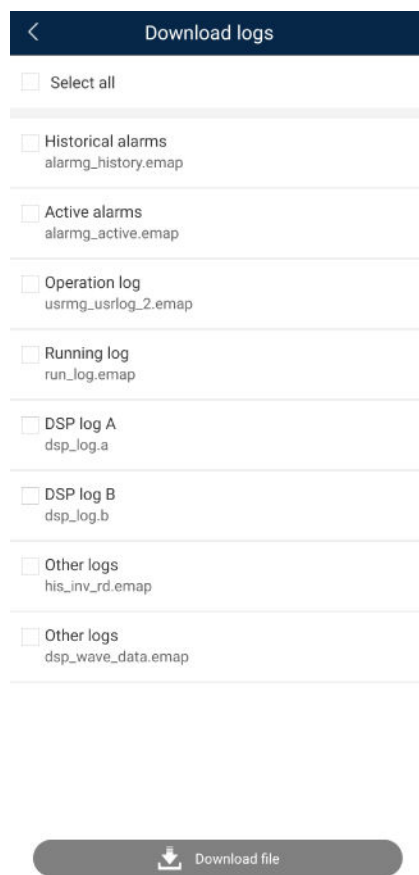 Download logs
Select all
Historical alarms
alarmg_history.emap
Active alarms
alarmg_active.emap
Operation log
usrmg_usrlog_2.emap
Running log
run_log.emap
DSP log A
dsp_log.a
DSP log B
dsp_log.b
Other logs
his_inv_rd.emap
Other logs
dsp_wave_data.emap
Download file